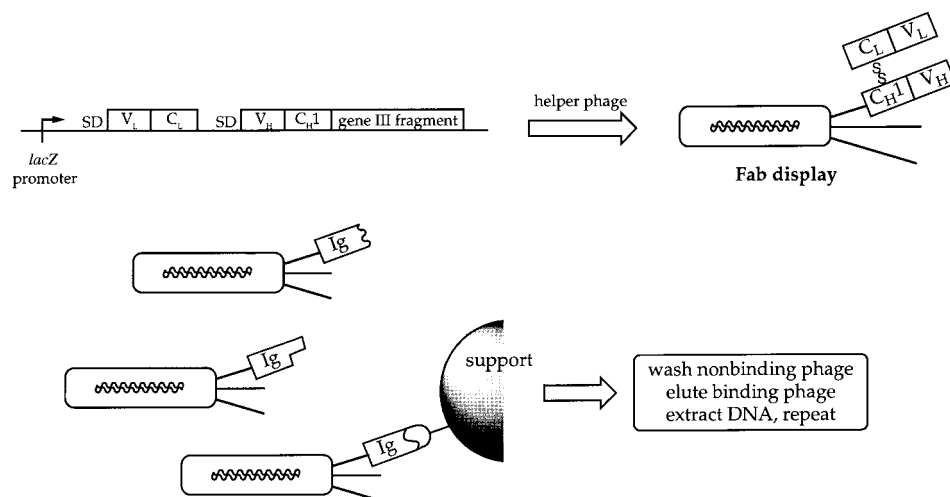 C_L V_L
S
S
C_H1 V_H
helper phage
SD V_L C_L SD V_H C_H1 gene III fragment
lacZ
promoter
Fab display
Ig
Ig
support
wash nonbinding phage
elute binding phage
extract DNA, repeat
Ig